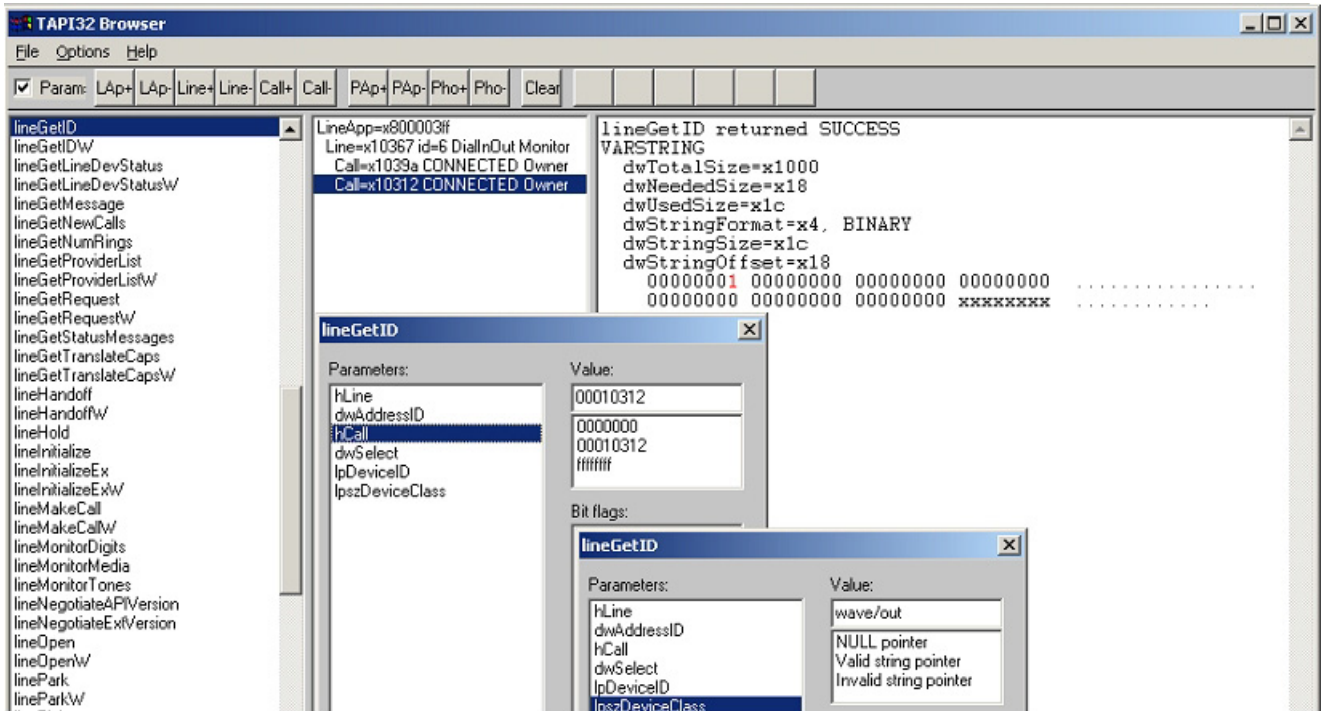 TAPI32 Browser
File Options Help
Param: LAp+ LAp- Line+ Line- Call+ Call- PAp+ PAp- Pho+ Pho- Clear
lineGetID
lineGetIDW
lineGetLineDevStatus
lineGetLineDevStatusW
lineGetMessage
lineGetNewCalls
lineGetNumRings
lineGetProviderList
lineGetProviderListW
lineGetRequest
lineGetRequestW
lineGetStatusMessages
lineGetTranslateCaps
lineGetTranslateCapsW
lineHandoff
lineHandoffW
lineHold
lineInitialize
lineInitializeEx
lineInitializeExW
lineMakeCall
lineMakeCallW
lineMonitorDigits
lineMonitorMedia
lineMonitorTones
lineNegotiateAPIVersion
lineNegotiateExtVersion
lineOpen
lineOpenW
linePark
lineParkW
LineApp=x800003ff
Line=x10367 id=6 DialInOut Monitor
Call=x1039a CONNECTED Owner
Call=x10312 CONNECTED Owner
lineGetID returned SUCCESS
VARSTRING
dwTotalSize=x1000
dwNeededSize=x18
dwUsedSize=x1c
dwStringFormat=x4, BINARY
dwStringSize=x1c
dwStringOffset=x18
00000001 00000000 00000000 00000000 ................
00000000 00000000 00000000 xxxxxxxx ............
lineGetID
Parameters:
hLine
dwAddressID
hCall
dwSelect
lpDeviceID
lpszDeviceClass
Value:
00010312
0000000
00010312
ffffffff
Bit flags:
lineGetID
Parameters:
hLine
dwAddressID
hCall
dwSelect
lpDeviceID
lpszDeviceClass
Value:
wave/out
NULL pointer
Valid string pointer
Invalid string pointer